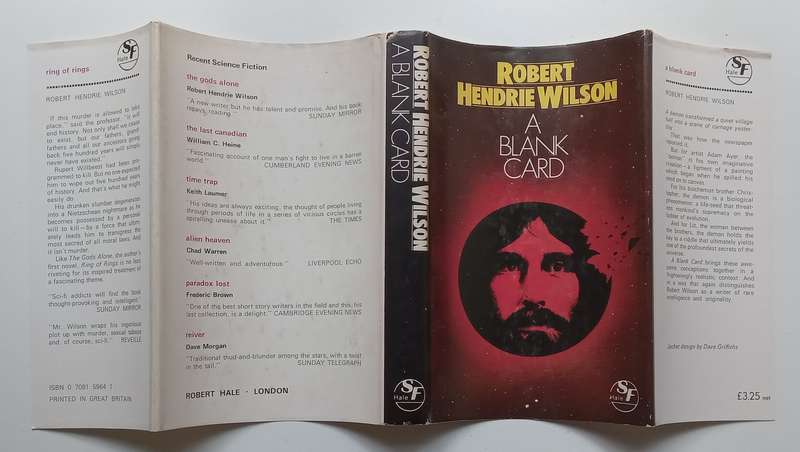 SF
Hale
ring of rings
ROBERT HENDRIE WILSON
"If this murder is allowed to
place," said the professor, "it will
end history. Not only shall we cease
to exist, but our fathers, grand-
fathers and all our ancestors going
back five hundred years will simply
never have existed."
Rupert Willbeest had been pro-
grammed to kill. But no one expected
him to wipe out five hundred years
of history. And that's what he might
easily do.
His drunken slumber degenerates
into a Nietzschean nightmare as he
becomes possessed by a personal
will to kill—by a force that ultim-
ately leads him to transgress the
most secret of all moral laws. And
it isn't murder.
Like The Gods Alone, the author's
first novel, Ring of Rings is as fas-
cinating for its inspired treatment of
a fascinating theme.
"Sci-fi addicts will find the book
thought-provoking and intelligent."
SUNDAY MIRROR
"Mr. Wilson wraps his ingenious
plot up with murder, sexual taboos
and, of course, sci-fi." REVEILLE
ISBN 0 7091 5964 1
PRINTED IN GREAT BRITAIN
Recent Science Fiction
the gods alone
Robert Hendrie Wilson
"A new writer but he has talent and promise. And his book
repays reading." SUNDAY MIRROR
the last canadian
William C. Heine
"Fascinating account of one man's fight to live in a barren
world." CUMBERLAND EVENING NEWS
time trap
Keith Laumer
"His ideas are always exciting; the thought of people living
through periods of life in a series of vicious circles has a
spiralling unease about it." THE TIMES
alien heaven
Chad Warren
"Well-written and adventurous." LIVERPOOL ECHO
paradox lost
Frederic Brown
"One of the best short story writers in the field and this, his
last collection, is a delight." CAMBRIDGE EVENING NEWS
reiver
Dave Morgan
"Traditional thud-and-blunder among the stars, with a twist
in the tail." SUNDAY TELEGRAPH
ROBERT HALE · LONDON
ROBERT HENDRIE WILSON
A BLANK CARD
SF
Hale
ROBERT
HENDRIE WILSON
A
BLANK
CARD
SF
Hale
SF
Hale
a blank card
ROBERT HENDRIE WILSON
A demon transformed a quiet village
fair into a scene of carnage yester-
day.
That was how the newspaper
reported it.
But for artist Adam Ayer, the
"demon" is his own imaginative
creation—a figment of a painting
which began when he spilled his
on to canvas.
For his biochemist brother Chris-
topher, the demon is a biological
phenomenon: a life-seed that threat-
ens mankind's supremacy on the
ladder of evolution.
And for Liz, the woman between
the brothers, the demon holds the
key to a riddle that ultimately yields
one of the profoundest secrets of the
universe.
A Blank Card brings these awe-
some conceptions together in a
frighteningly realistic context. And
in a way that again distinguishes
Robert Wilson as a writer of rare
intelligence and originality.
Jacket design by Dave Griffiths
£3.25 net